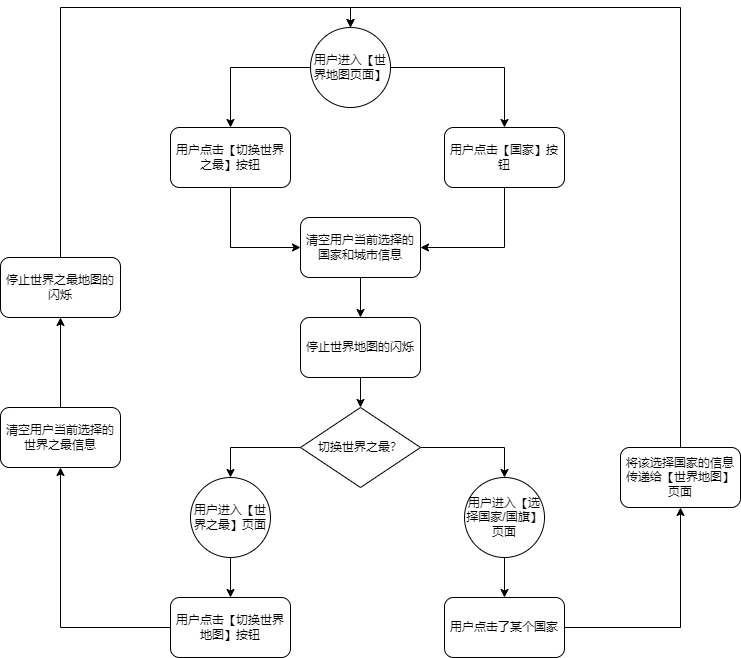 用户进入【世
界地图页面】
用户点击【切换世界
之最】按钮
用户点击【国家】按
钮
清空用户当前选择的
国家和城市信息
停止世界之最地图的
闪烁
停止世界地图的闪烁
清空用户当前选择的
世界之最信息
切换世界之最?
将该选择国家的信息
传递给【世界地图】
页面
用户进入【世
界之最】页面
用户进入【选
择国家/国旗】
页面
用户点击【切换世界
地图】按钮
用户点击了某个国家